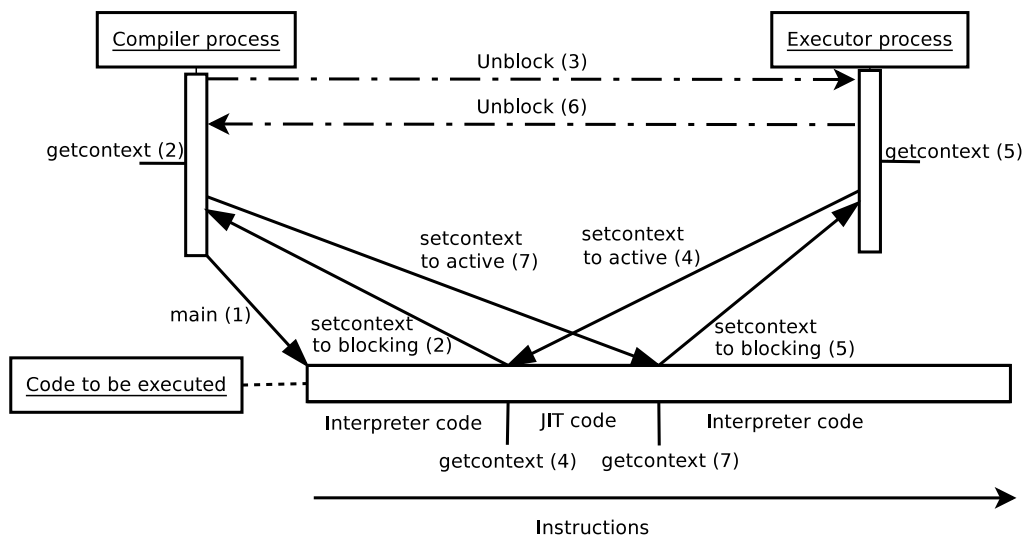 Compiler process
Executor process
Unblock (3)
Unblock (6)
getcontext (2)
getcontext (5)
setcontext
to active (7)
setcontext
to active (4)
main (1)
setcontext
to blocking (2)
setcontext
to blocking (5)
Code to be executed
Interpreter code
JIT code
Interpreter code
getcontext (4)
getcontext (7)
Instructions